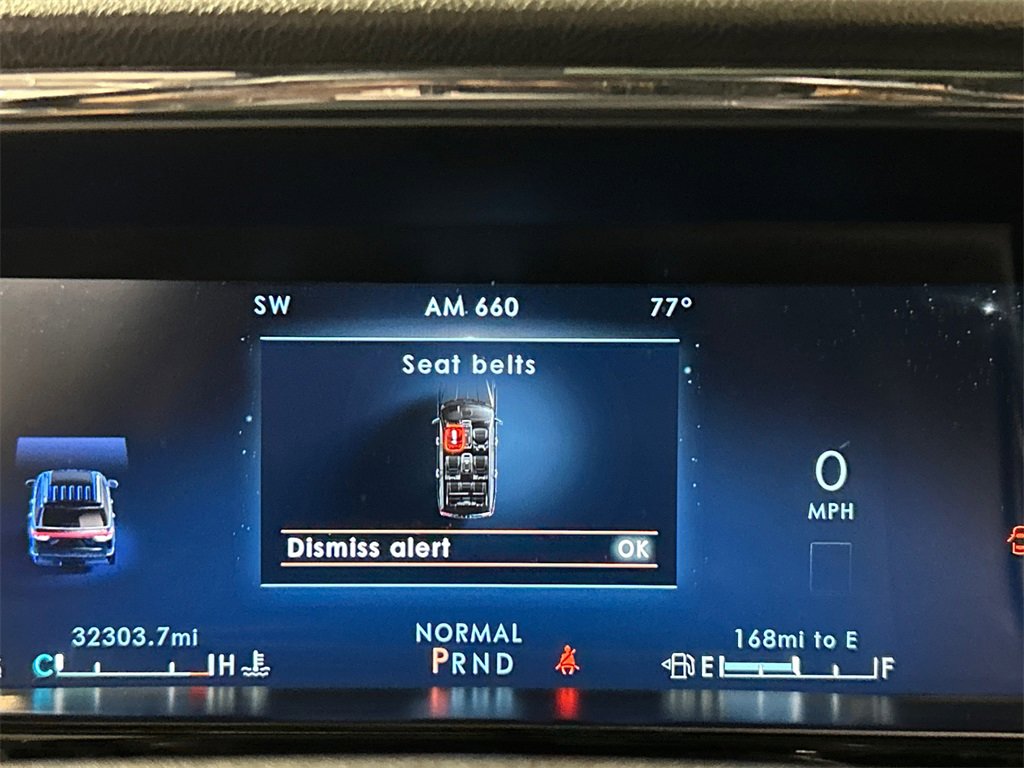 SW AM 660 77°
Seat belts
Dismiss alert OK
0
MPH
32303.7mi
C H
NORMAL
PRND
168mi to E
E F